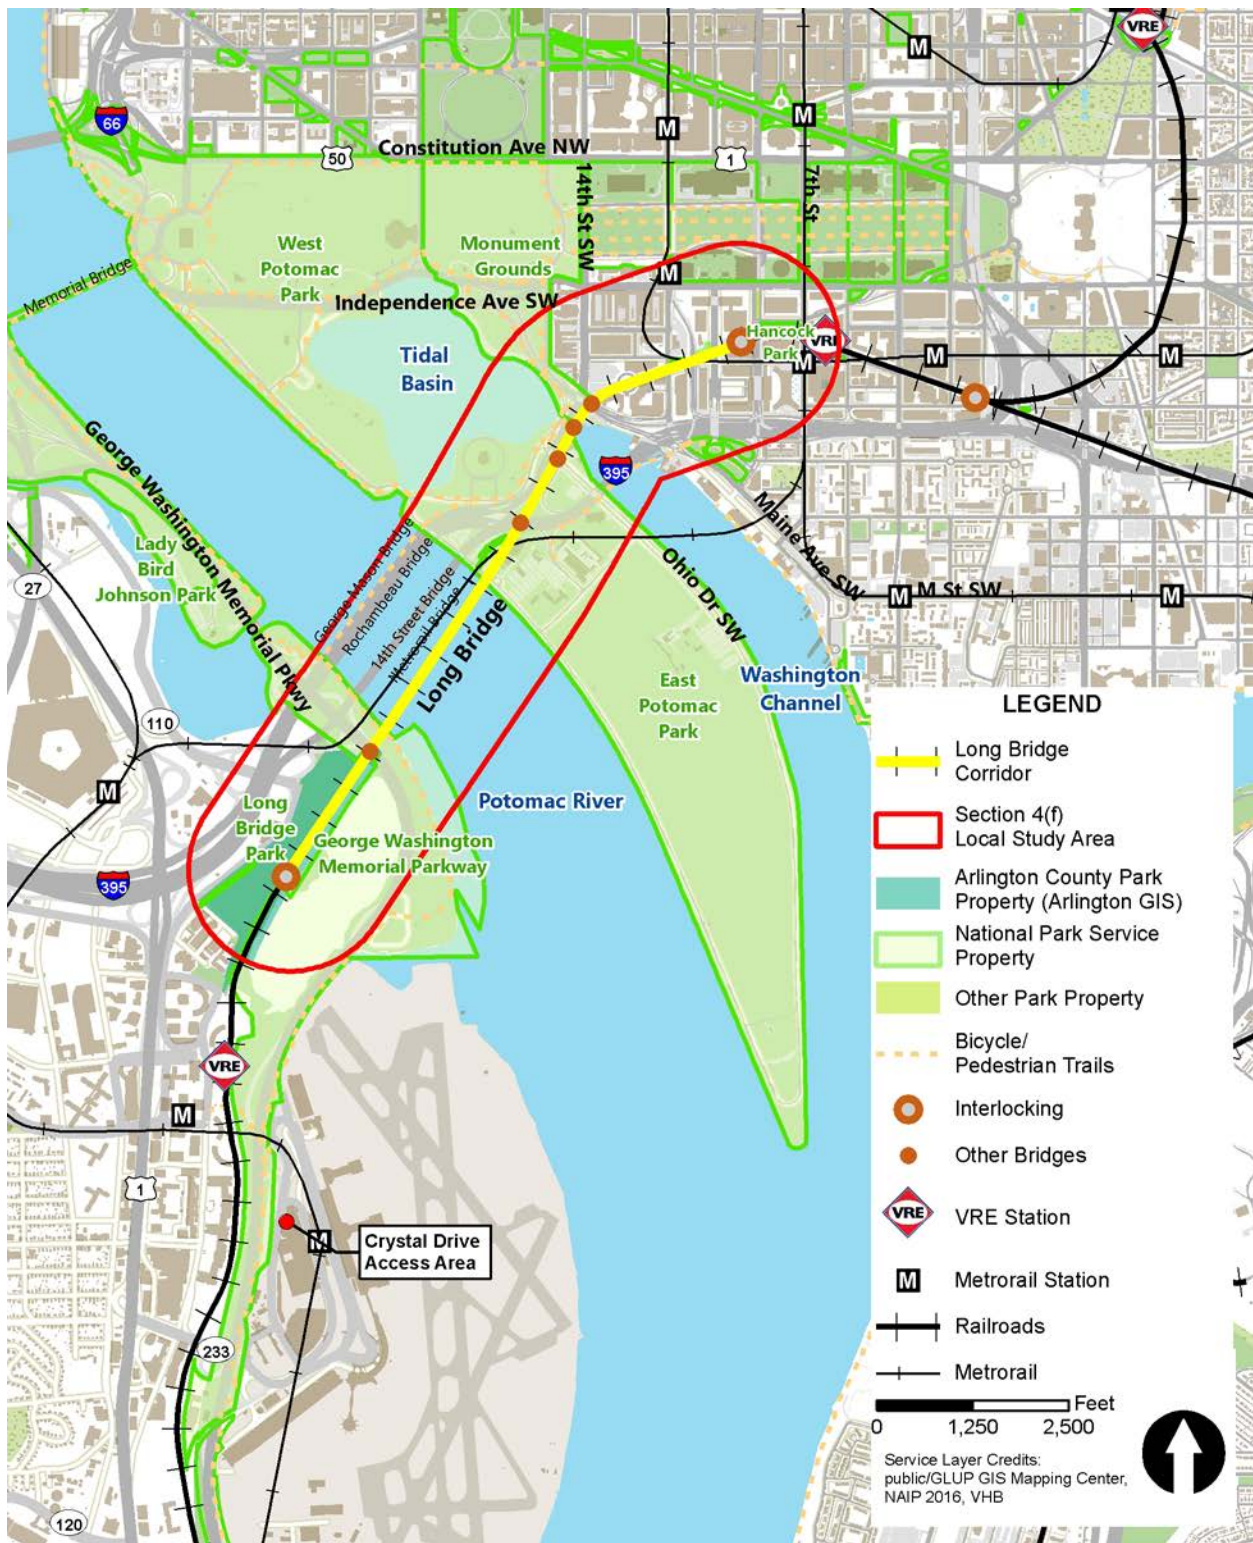 VRE
M
66
M
M
Constitution Ave NW
50
1
14th St SW
7th St
West
Potomac
Park
Monument
Grounds
Memorial Bridge
M
Independence Ave SW
Hancock
Park
VRE
M
M
M
Tidal
Basin
George Washington Memorial Pkwy
395
Maine Ave SW
Lady
Bird
Johnson Park
27
George Mason Bridge
Rochambeau Bridge
14th Street Bridge
Metrorail Bridge
Long Bridge
Ohio Dr SW
M
M St SW
M
East
Potomac
Park
Washington
Channel
110
M
Long
Bridge
Park
Potomac River
George Washington
Memorial Parkway
395
VRE
M
1
M
Crystal Drive
Access Area
233
120
LEGEND
Long Bridge
Corridor
Section 4(f)
Local Study Area
Arlington County Park
Property (Arlington GIS)
National Park Service
Property
Other Park Property
Bicycle/
Pedestrian Trails
Interlocking
Other Bridges
VRE
VRE Station
M
Metrorail Station
Railroads
Metrorail
Feet
0 1,250 2,500
Service Layer Credits:
public/GLUP GIS Mapping Center,
NAIP 2016, VHB